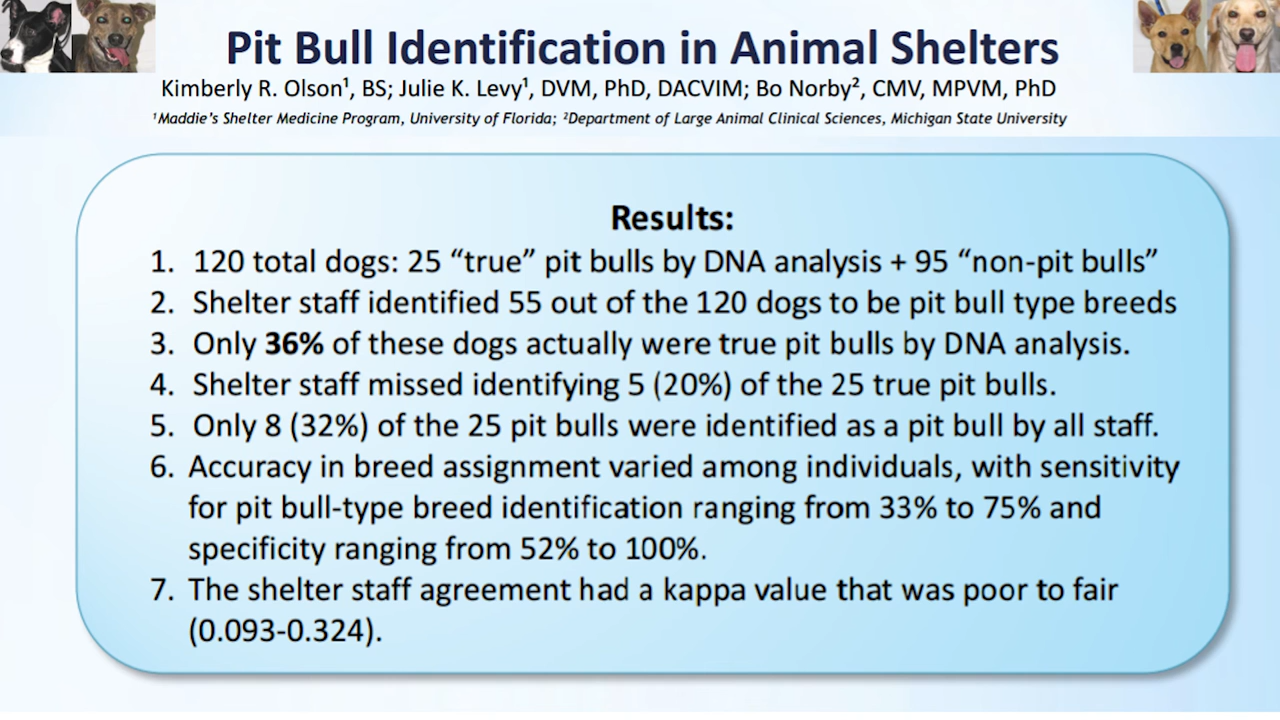 Pit Bull Identification in Animal Shelters
Kimberly R. Olson¹, BS; Julie K. Levy¹, DVM, PhD, DACVIM; Bo Norby², CMV, MPVM, PhD
¹Maddie's Shelter Medicine Program, University of Florida; ²Department of Large Animal Clinical Sciences, Michigan State University
Results:
1. 120 total dogs: 25 “true” pit bulls by DNA analysis + 95 “non-pit bulls”
2. Shelter staff identified 55 out of the 120 dogs to be pit bull type breeds
3. Only 36% of these dogs actually were true pit bulls by DNA analysis.
4. Shelter staff missed identifying 5 (20%) of the 25 true pit bulls.
5. Only 8 (32%) of the 25 pit bulls were identified as a pit bull by all staff.
6. Accuracy in breed assignment varied among individuals, with sensitivity
for pit bull-type breed identification ranging from 33% to 75% and
specificity ranging from 52% to 100%.
7. The shelter staff agreement had a kappa value that was poor to fair
(0.093-0.324).